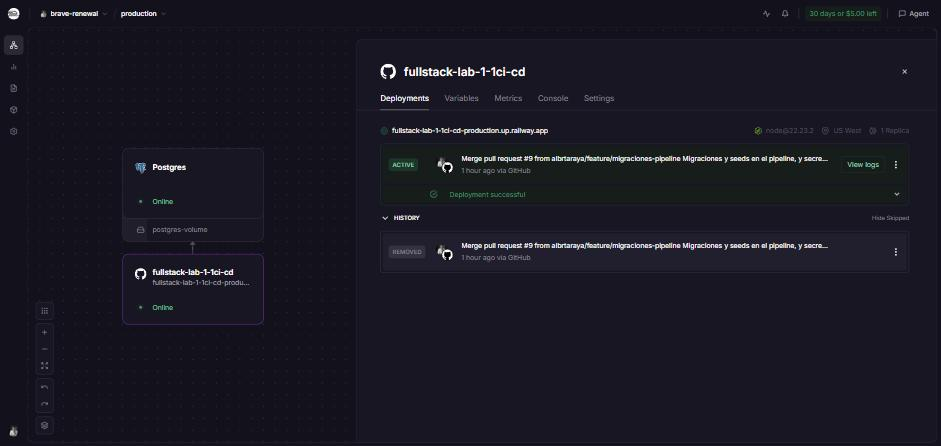 brave-renewal / production
30 days or $5.00 left
Agent
fullstack-lab-1-1ci-cd
Deployments Variables Metrics Console Settings
fullstack-lab-1-1ci-cd-production.up.railway.app
node@22.23.2 US West 1 Replica
ACTIVE
Merge pull request #9 from albrtaraya/feature/migraciones-pipeline Migraciones y seeds en el pipeline, y secre...
1 hour ago via GitHub
View logs
Deployment successful
HISTORY
Hide Skipped
REMOVED
Merge pull request #9 from albrtaraya/feature/migraciones-pipeline Migraciones y seeds en el pipeline, y secre...
1 hour ago via GitHub
Postgres
Online
postgres-volume
fullstack-lab-1-1ci-cd
fullstack-lab-1-1ci-cd-produ...
Online